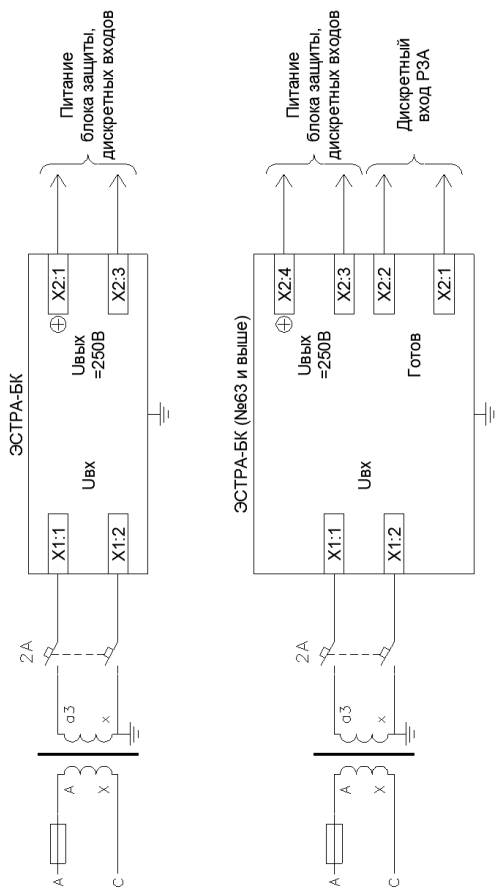 ЭСТРА-БК
A
C
A
X
а3
х
2А
X1:1
X1:2
Uвх
Uвых
=250В
X2:1
X2:3
Питание
блока защиты,
дискретных входов
ЭСТРА-БК (№63 и выше)
A
C
A
X
а3
х
2А
X1:1
X1:2
Uвх
Uвых
=250В
Готов
X2:4
X2:3
X2:2
X2:1
Питание
блока защиты,
дискретных входов
Дискретный
вход РЗА